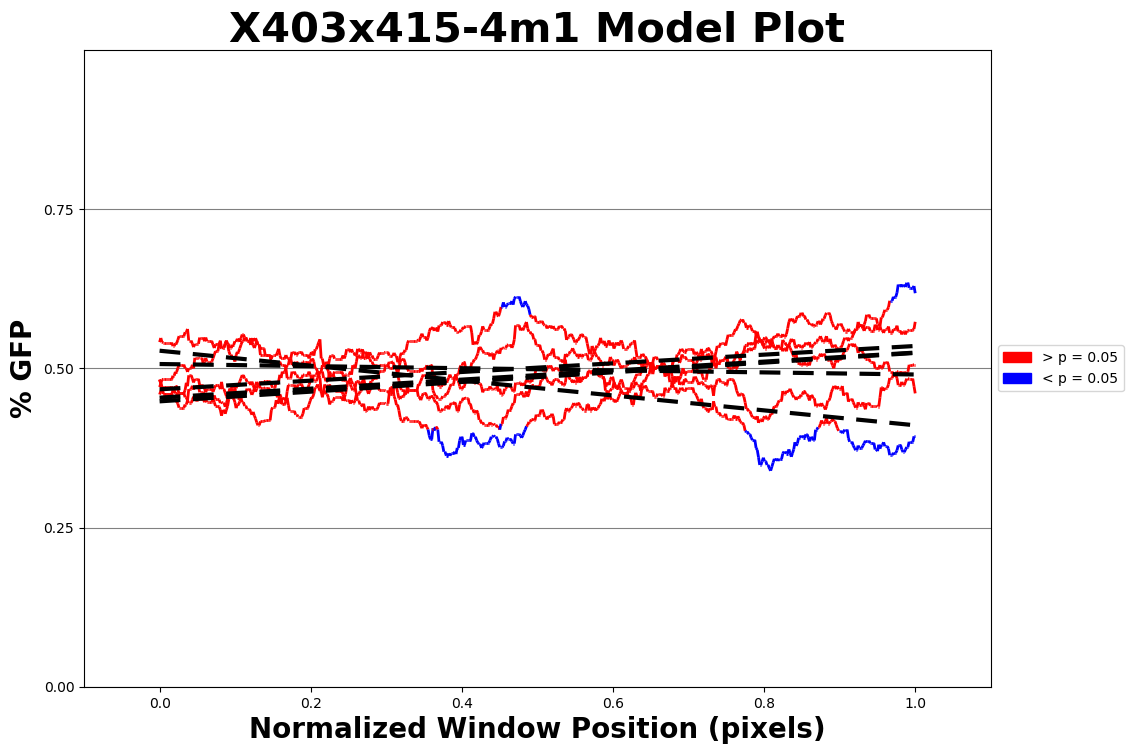 X403x415-4m1 Model Plot
% GFP
0.75
0.50
0.25
0.00
0.0 0.2 0.4 0.6 0.8 1.0
Normalized Window Position (pixels)
> p = 0.05
< p = 0.05